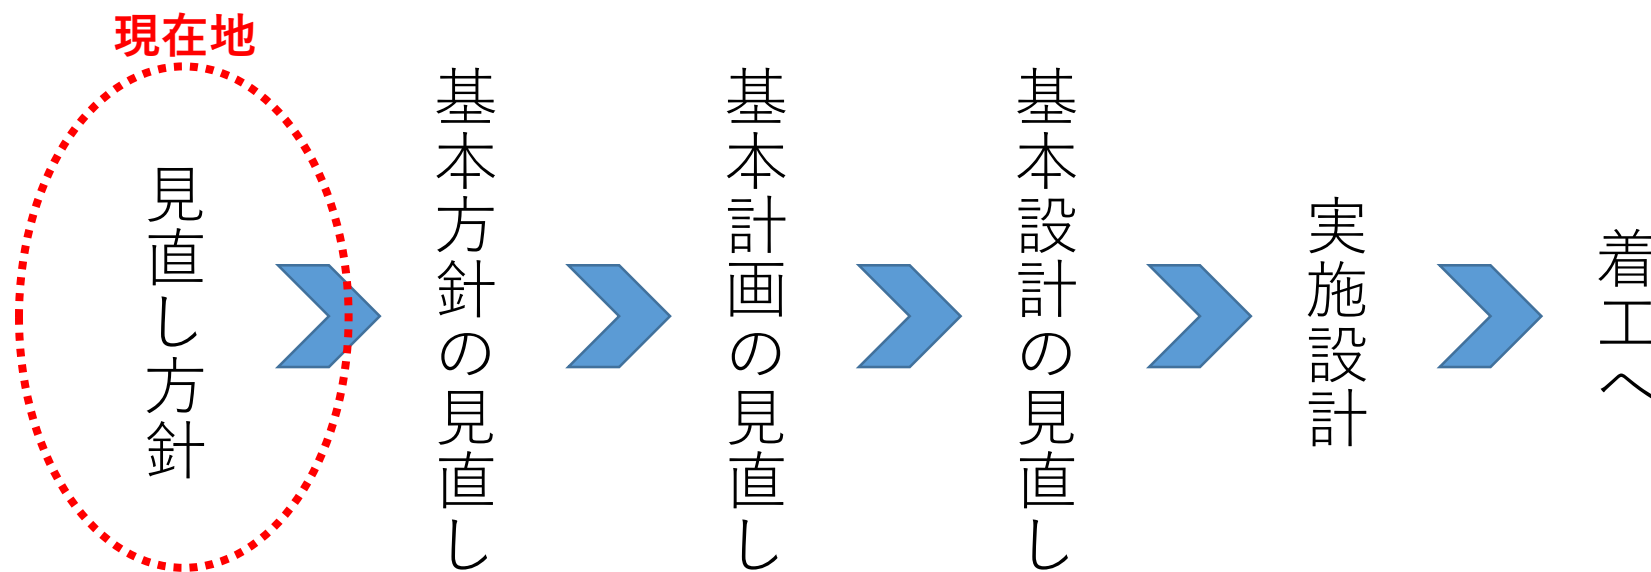 現在地
見直し方針
基本方針の見直し
基本計画の見直し
基本設計の見直し
実施設計
着工へ